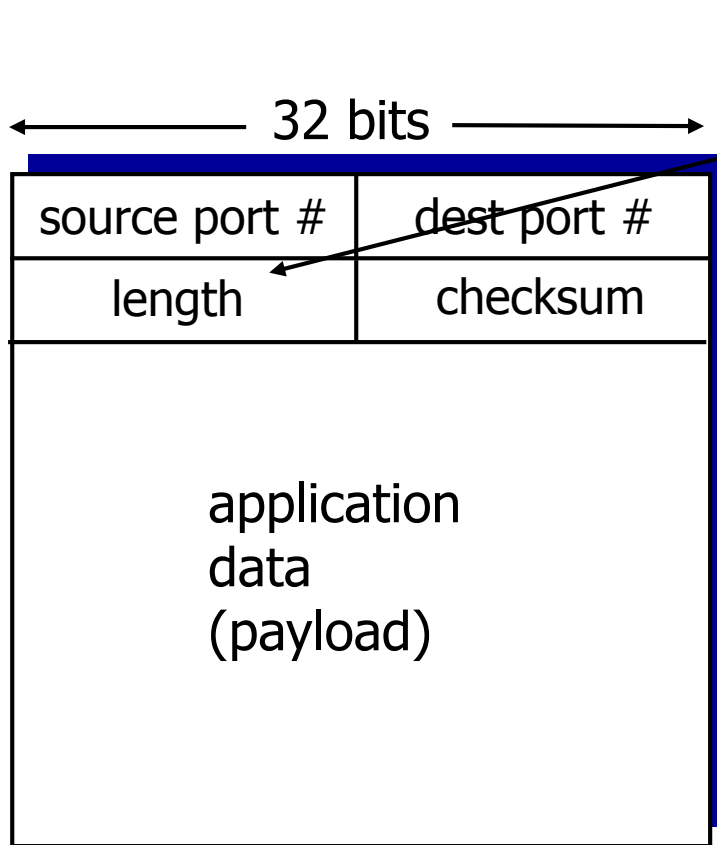 32 bits
source port #
dest port #
length
checksum
application
data
(payload)